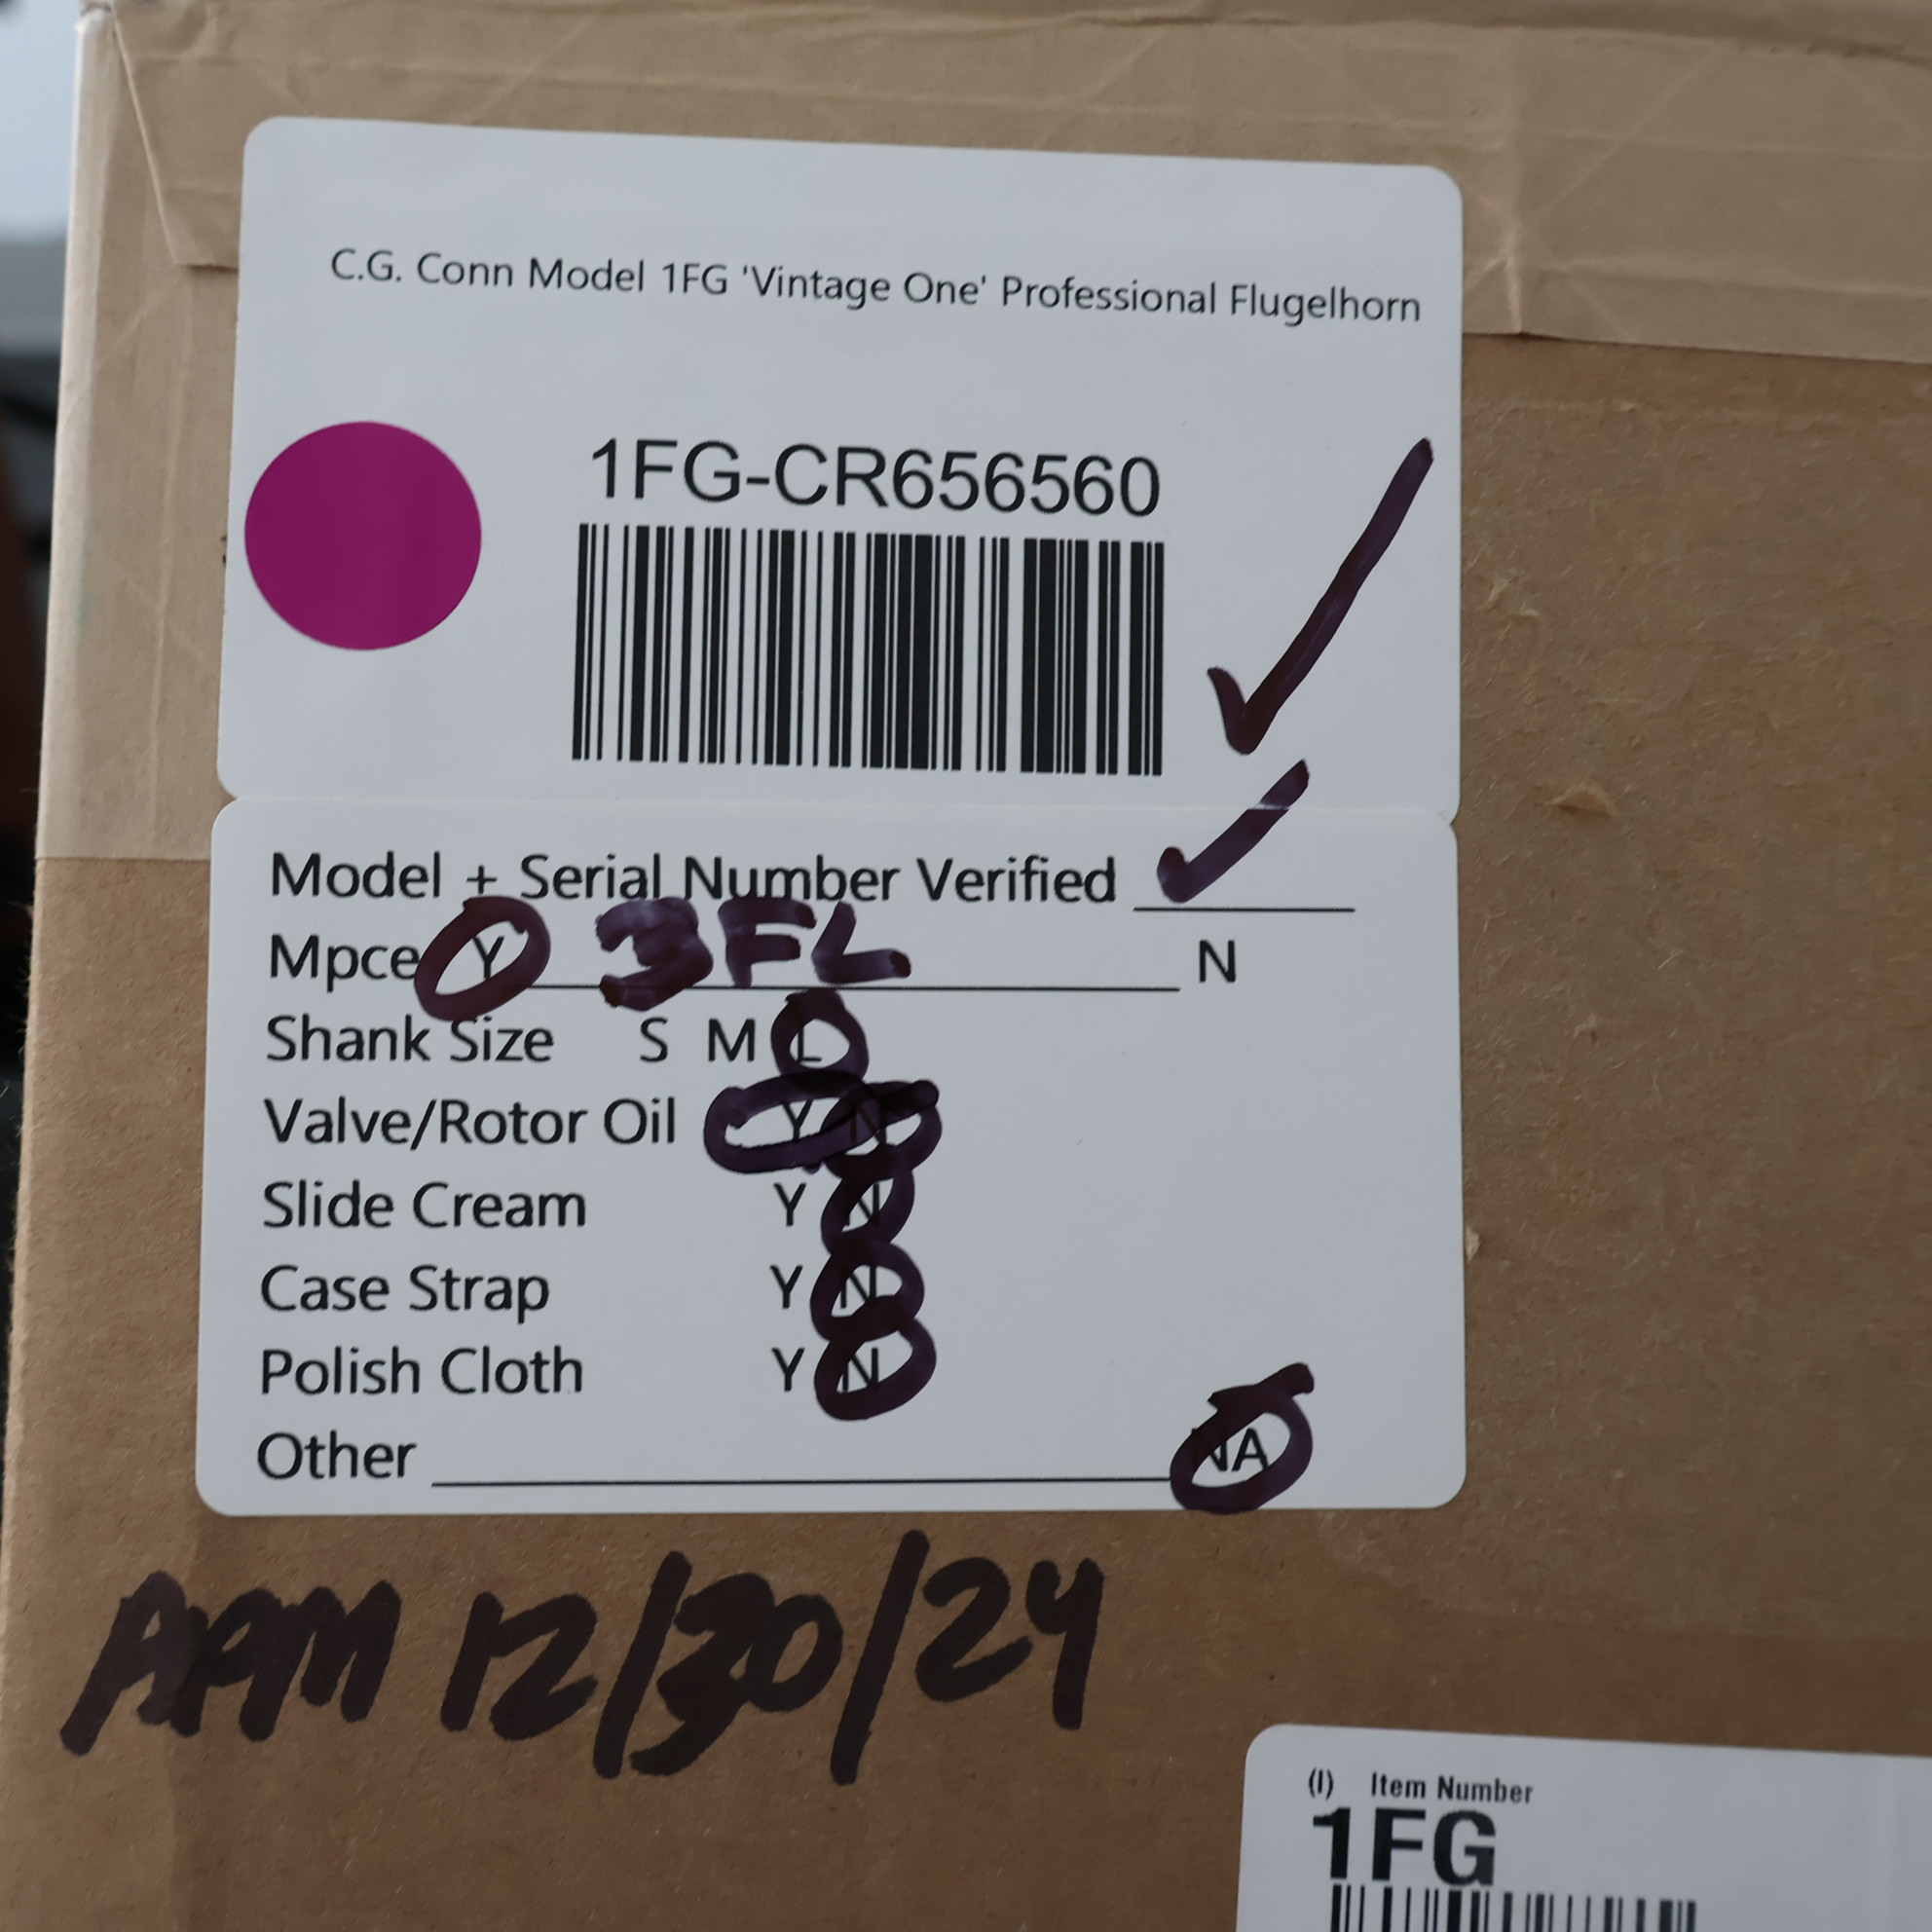 C.G. Conn Model 1FG 'Vintage One' Professional Flugelhorn
1FG-CR656560
Model + Serial Number Verified ✓
Mpce Y 3FL N
Shank Size S M L
Valve/Rotor Oil Y N
Slide Cream Y N
Case Strap Y N
Polish Cloth Y N
Other NA
APM 12/30/24
(I) Item Number
1FG